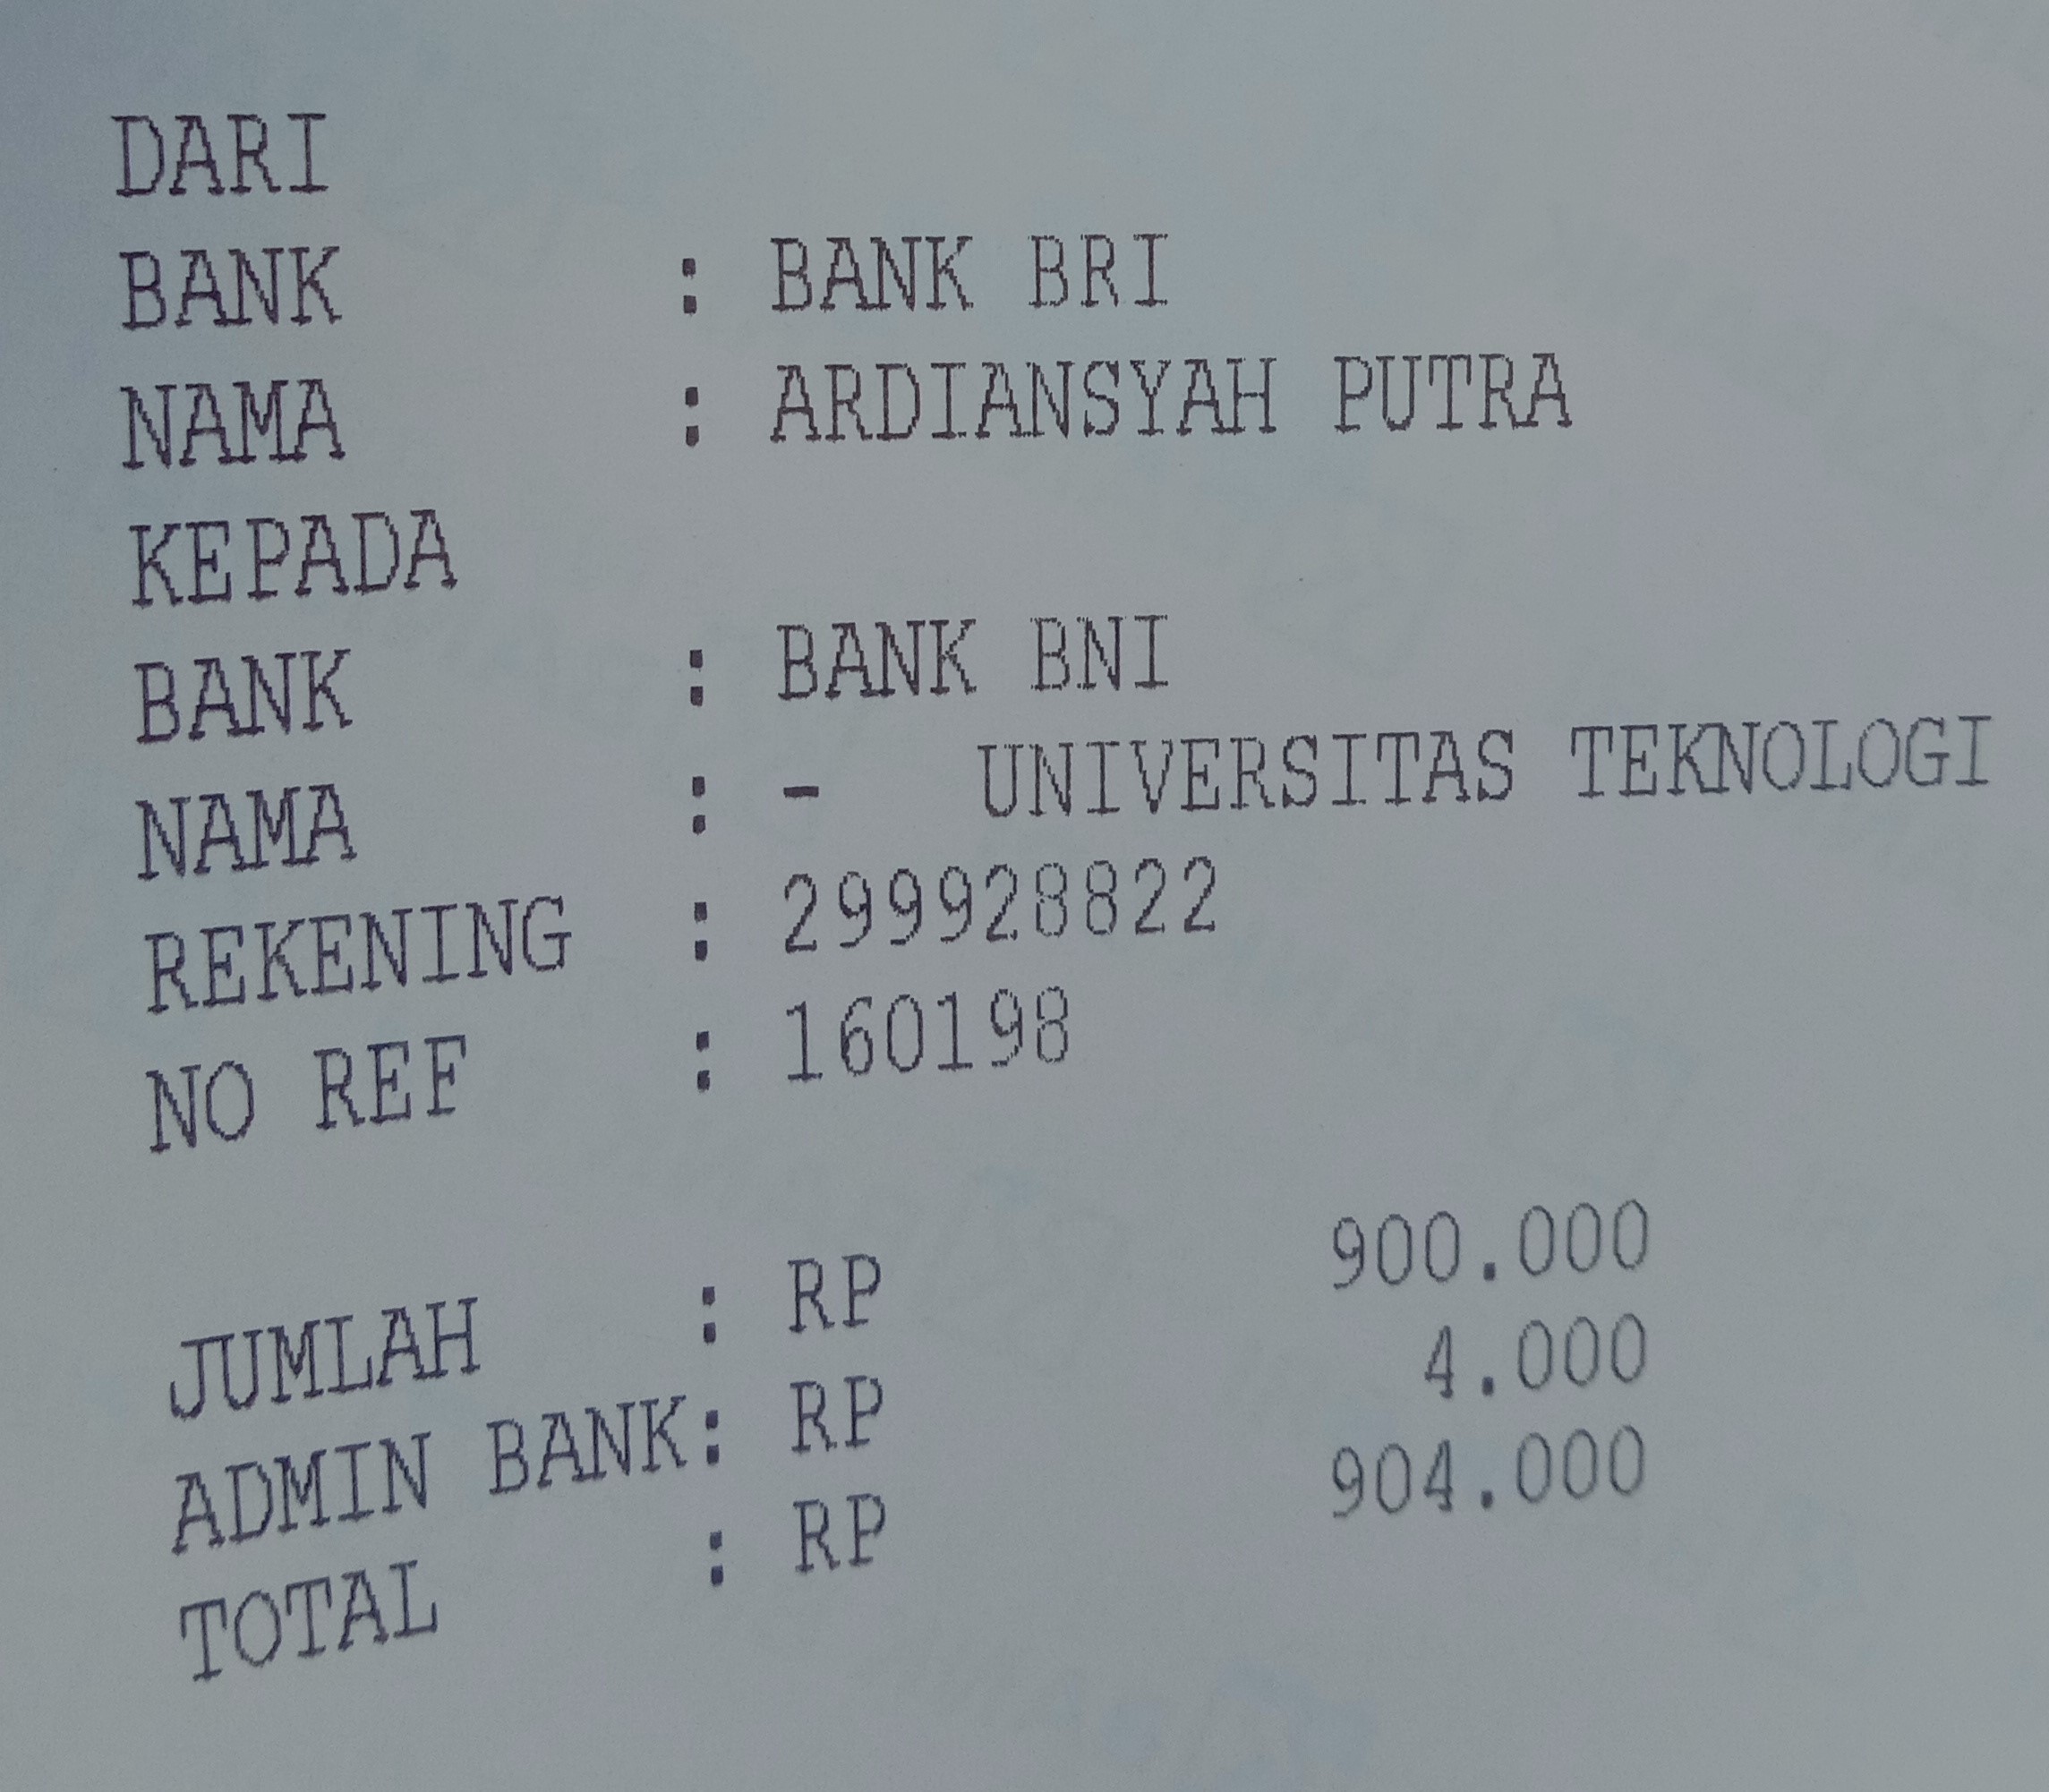 DARI
BANK : BANK BRI
NAMA : ARDIANSYAH PUTRA
KEPADA
BANK : BANK BNI
NAMA : - UNIVERSITAS TEKNOLOGI
REKENING : 299928822
NO REF : 160198
JUMLAH : RP 900.000
ADMIN BANK: RP 4.000
TOTAL : RP 904.000